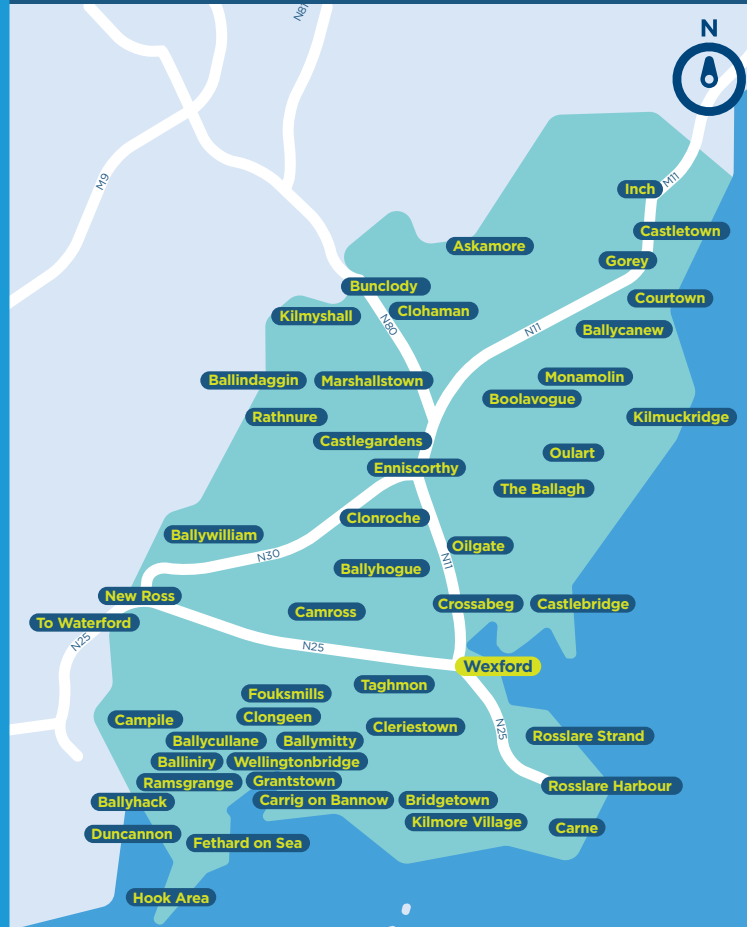 N81
N
M9
M11
Inch
Castletown
Askamore
Gorey
Bunclody
Courtown
Clohaman
Kilmyshall
N80
N11
Ballycanew
Ballindaggin
Marshallstown
Monamolin
Boolavogue
Rathnure
Kilmuckridge
Castlegardens
Oulart
Enniscorthy
The Ballagh
Clonroche
Ballywilliam
Oilgate
N30
N11
Ballyhogue
New Ross
Crossabeg
Castlebridge
Camross
To Waterford
N25
N25
Wexford
Taghmon
Fouksmills
Campile
Clongeen
Cleriestown
N25
Rosslare Strand
Ballycullane
Ballymitty
Balliniry
Wellingtonbridge
Ramsgrange
Grantstown
Rosslare Harbour
Ballyhack
Carrig on Bannow
Bridgetown
Kilmore Village
Carne
Duncannon
Fethard on Sea
Hook Area